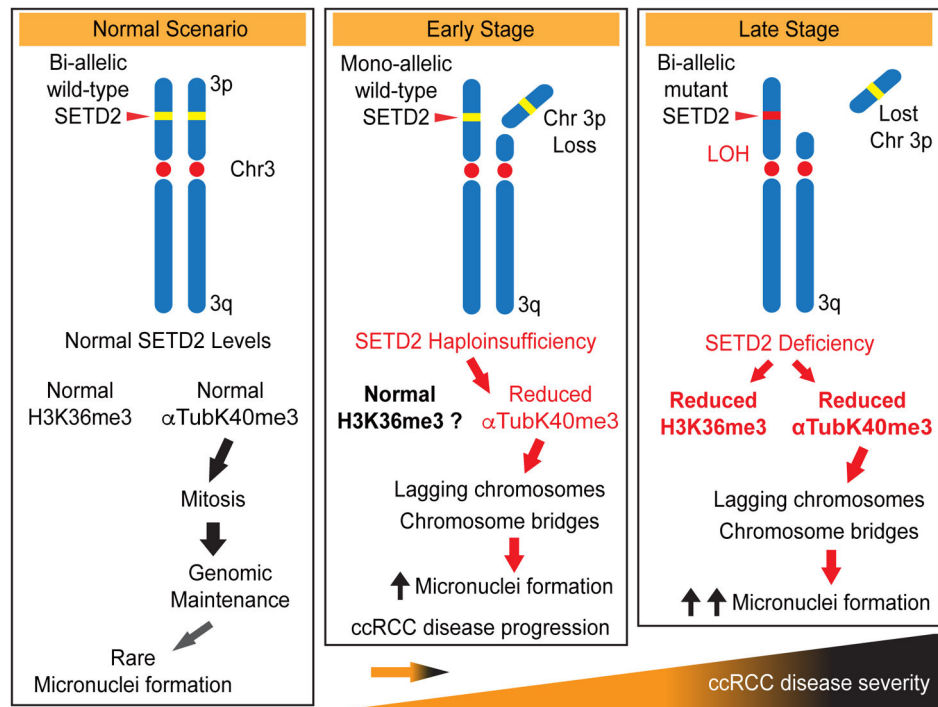 Normal Scenario
Bi-allelic
wild-type
SETD2
3p
Chr3
3q
Normal SETD2 Levels
Normal
H3K36me3
Normal
αTubK40me3
Mitosis
Genomic
Maintenance
Rare
Micronuclei formation
Early Stage
Mono-allelic
wild-type
SETD2
Chr 3p
Loss
3q
SETD2 Haploinsufficiency
Normal
H3K36me3 ?
Reduced
αTubK40me3
Lagging chromosomes
Chromosome bridges
Micronuclei formation
ccRCC disease progression
Late Stage
Bi-allelic
mutant
SETD2
LOH
Lost
Chr 3p
3q
SETD2 Deficiency
Reduced
H3K36me3
Reduced
αTubK40me3
Lagging chromosomes
Chromosome bridges
Micronuclei formation
ccRCC disease severity